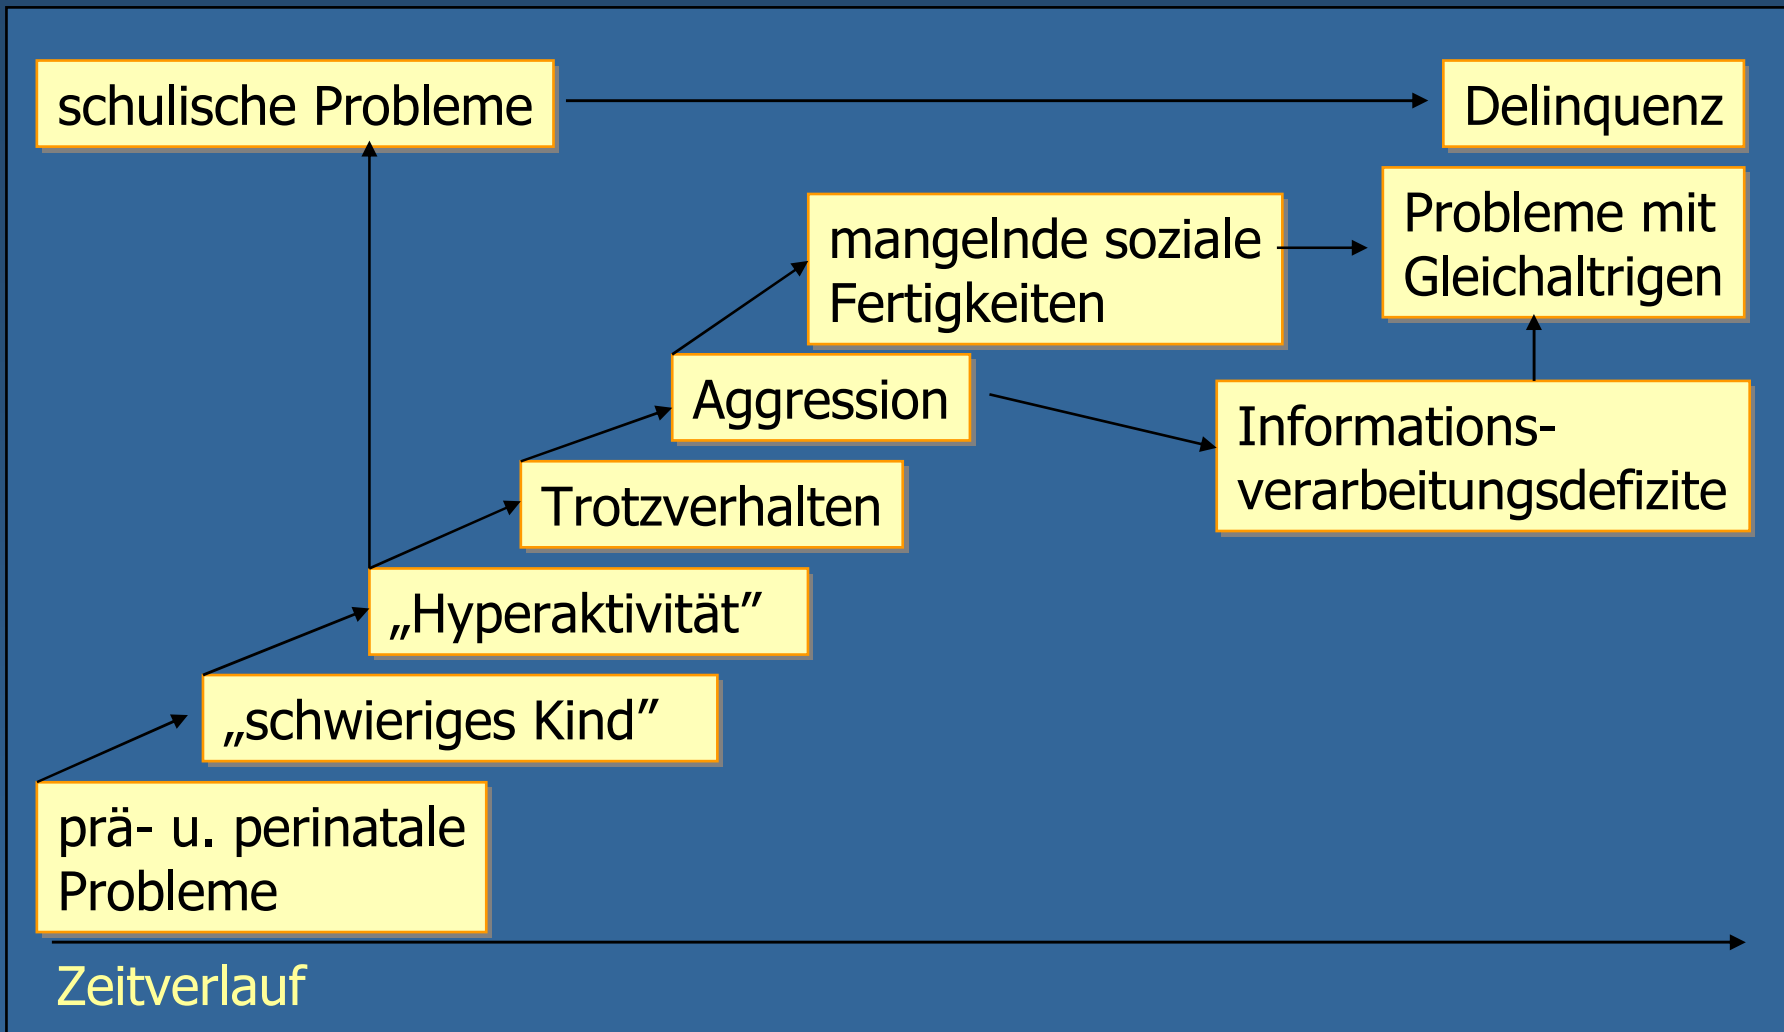 schulische Probleme
Delinquenz
Probleme mit
Gleichaltrigen
mangelnde soziale
Fertigkeiten
Aggression
Informations-
verarbeitungsdefizite
Trotzverhalten
„Hyperaktivität”
„schwieriges Kind”
prä- u. perinatale
Probleme
Zeitverlauf